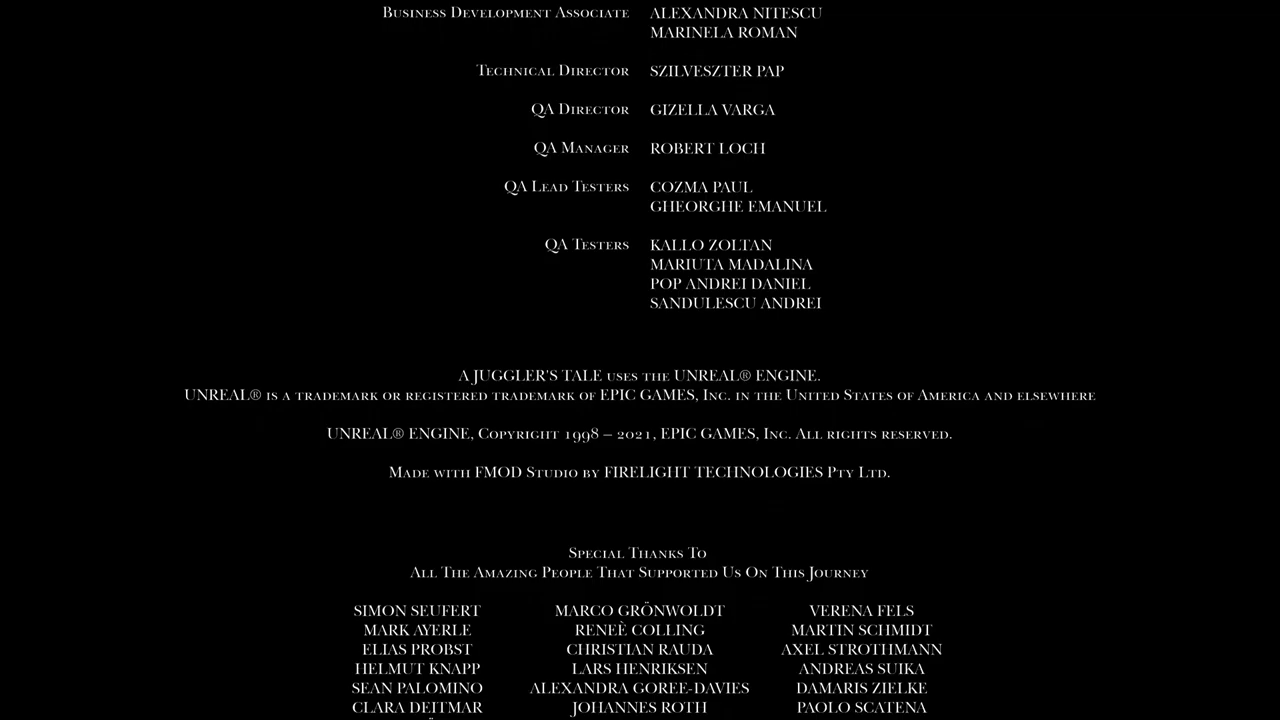 Business Development Associate ALEXANDRA NITESCU
MARINELA ROMAN
Technical Director SZILVESZTER PAP
QA Director GIZELLA VARGA
QA Manager ROBERT LOCH
QA Lead Testers COZMA PAUL
GHEORGHE EMANUEL
QA Testers KALLO ZOLTAN
MARIUTA MADALINA
POP ANDREI DANIEL
SANDULESCU ANDREI
A JUGGLER'S TALE uses the UNREAL® ENGINE.
UNREAL® is a trademark or registered trademark of EPIC GAMES, Inc. in the United States of America and elsewhere
UNREAL® ENGINE, Copyright 1998 – 2021, EPIC GAMES, Inc. All rights reserved.
Made with FMOD Studio by FIRELIGHT TECHNOLOGIES Pty Ltd.
Special Thanks To
All The Amazing People That Supported Us On This Journey
SIMON SEUFERT MARCO GRÖNWOLDT VERENA FELS
MARK AYERLE RENEÈ COLLING MARTIN SCHMIDT
ELIAS PROBST CHRISTIAN RAUDA AXEL STROTHMANN
HELMUT KNAPP LARS HENRIKSEN ANDREAS SUIKA
SEAN PALOMINO ALEXANDRA GOREE-DAVIES DAMARIS ZIELKE
CLARA DEITMAR JOHANNES ROTH PAOLO SCATENA